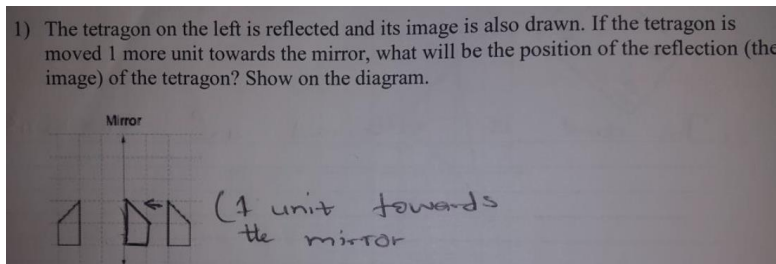 1) The tetragon on the left is reflected and its image is also drawn. If the tetragon is
moved 1 more unit towards the mirror, what will be the position of the reflection (the
image) of the tetragon? Show on the diagram.
Mirror
(1 unit towards
the mirror